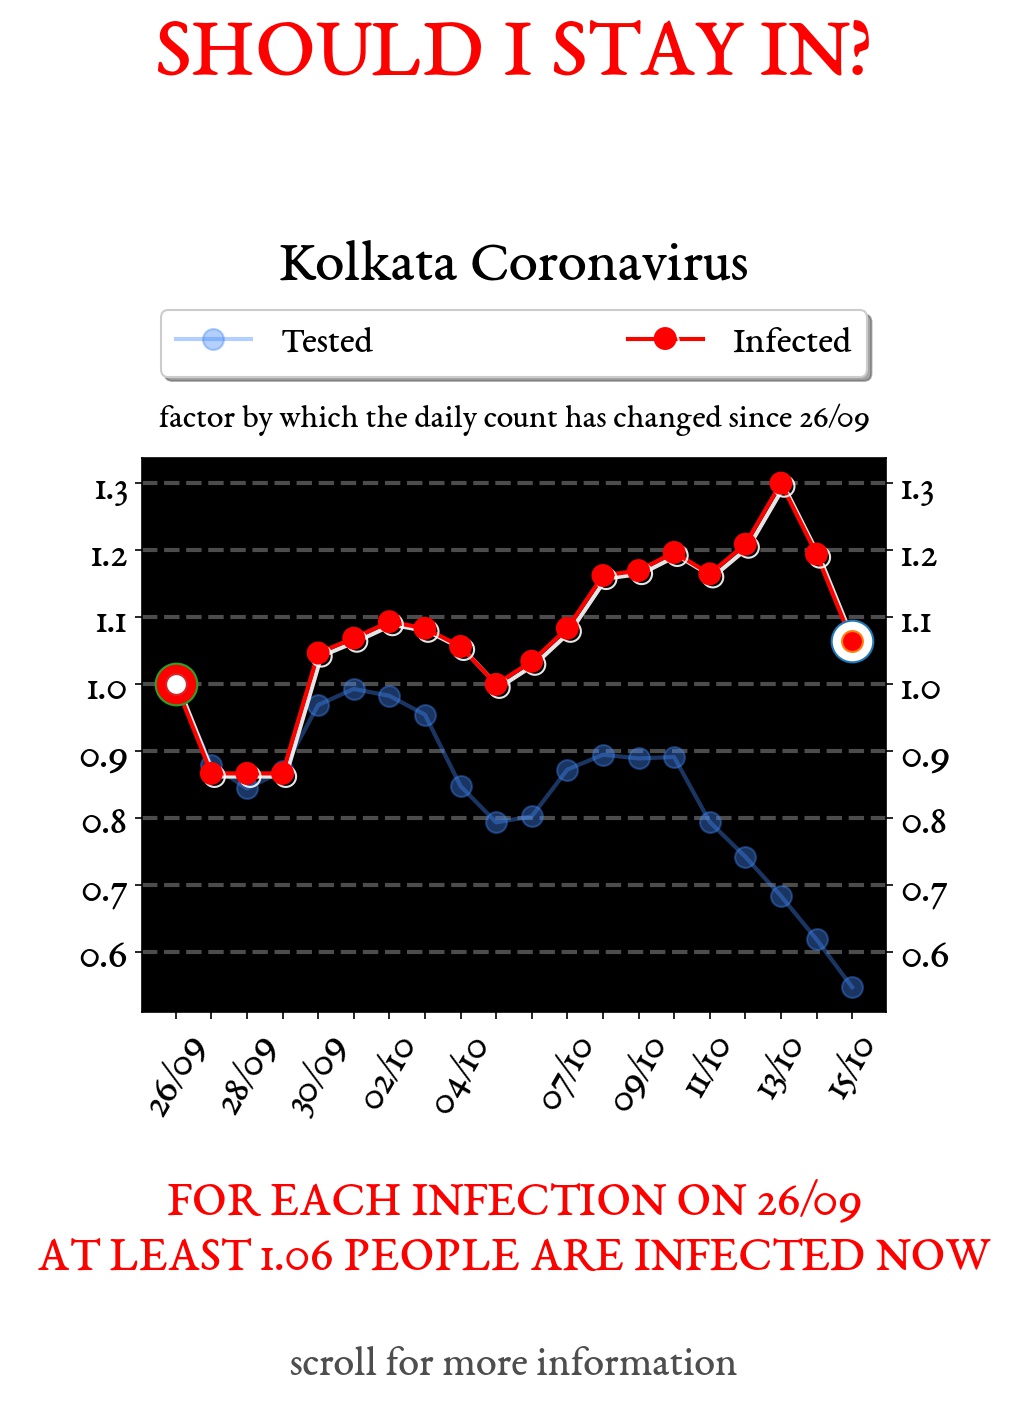 SHOULD I STAY IN?
Kolkata Coronavirus
Tested Infected
factor by which the daily count has changed since 26/09
1.3 1.3
1.2 1.2
1.1 1.1
1.0 1.0
0.9 0.9
0.8 0.8
0.7 0.7
0.6 0.6
26/09 28/09 30/09 02/10 04/10 07/10 09/10 11/10 13/10 15/10
FOR EACH INFECTION ON 26/09
AT LEAST 1.06 PEOPLE ARE INFECTED NOW
scroll for more information